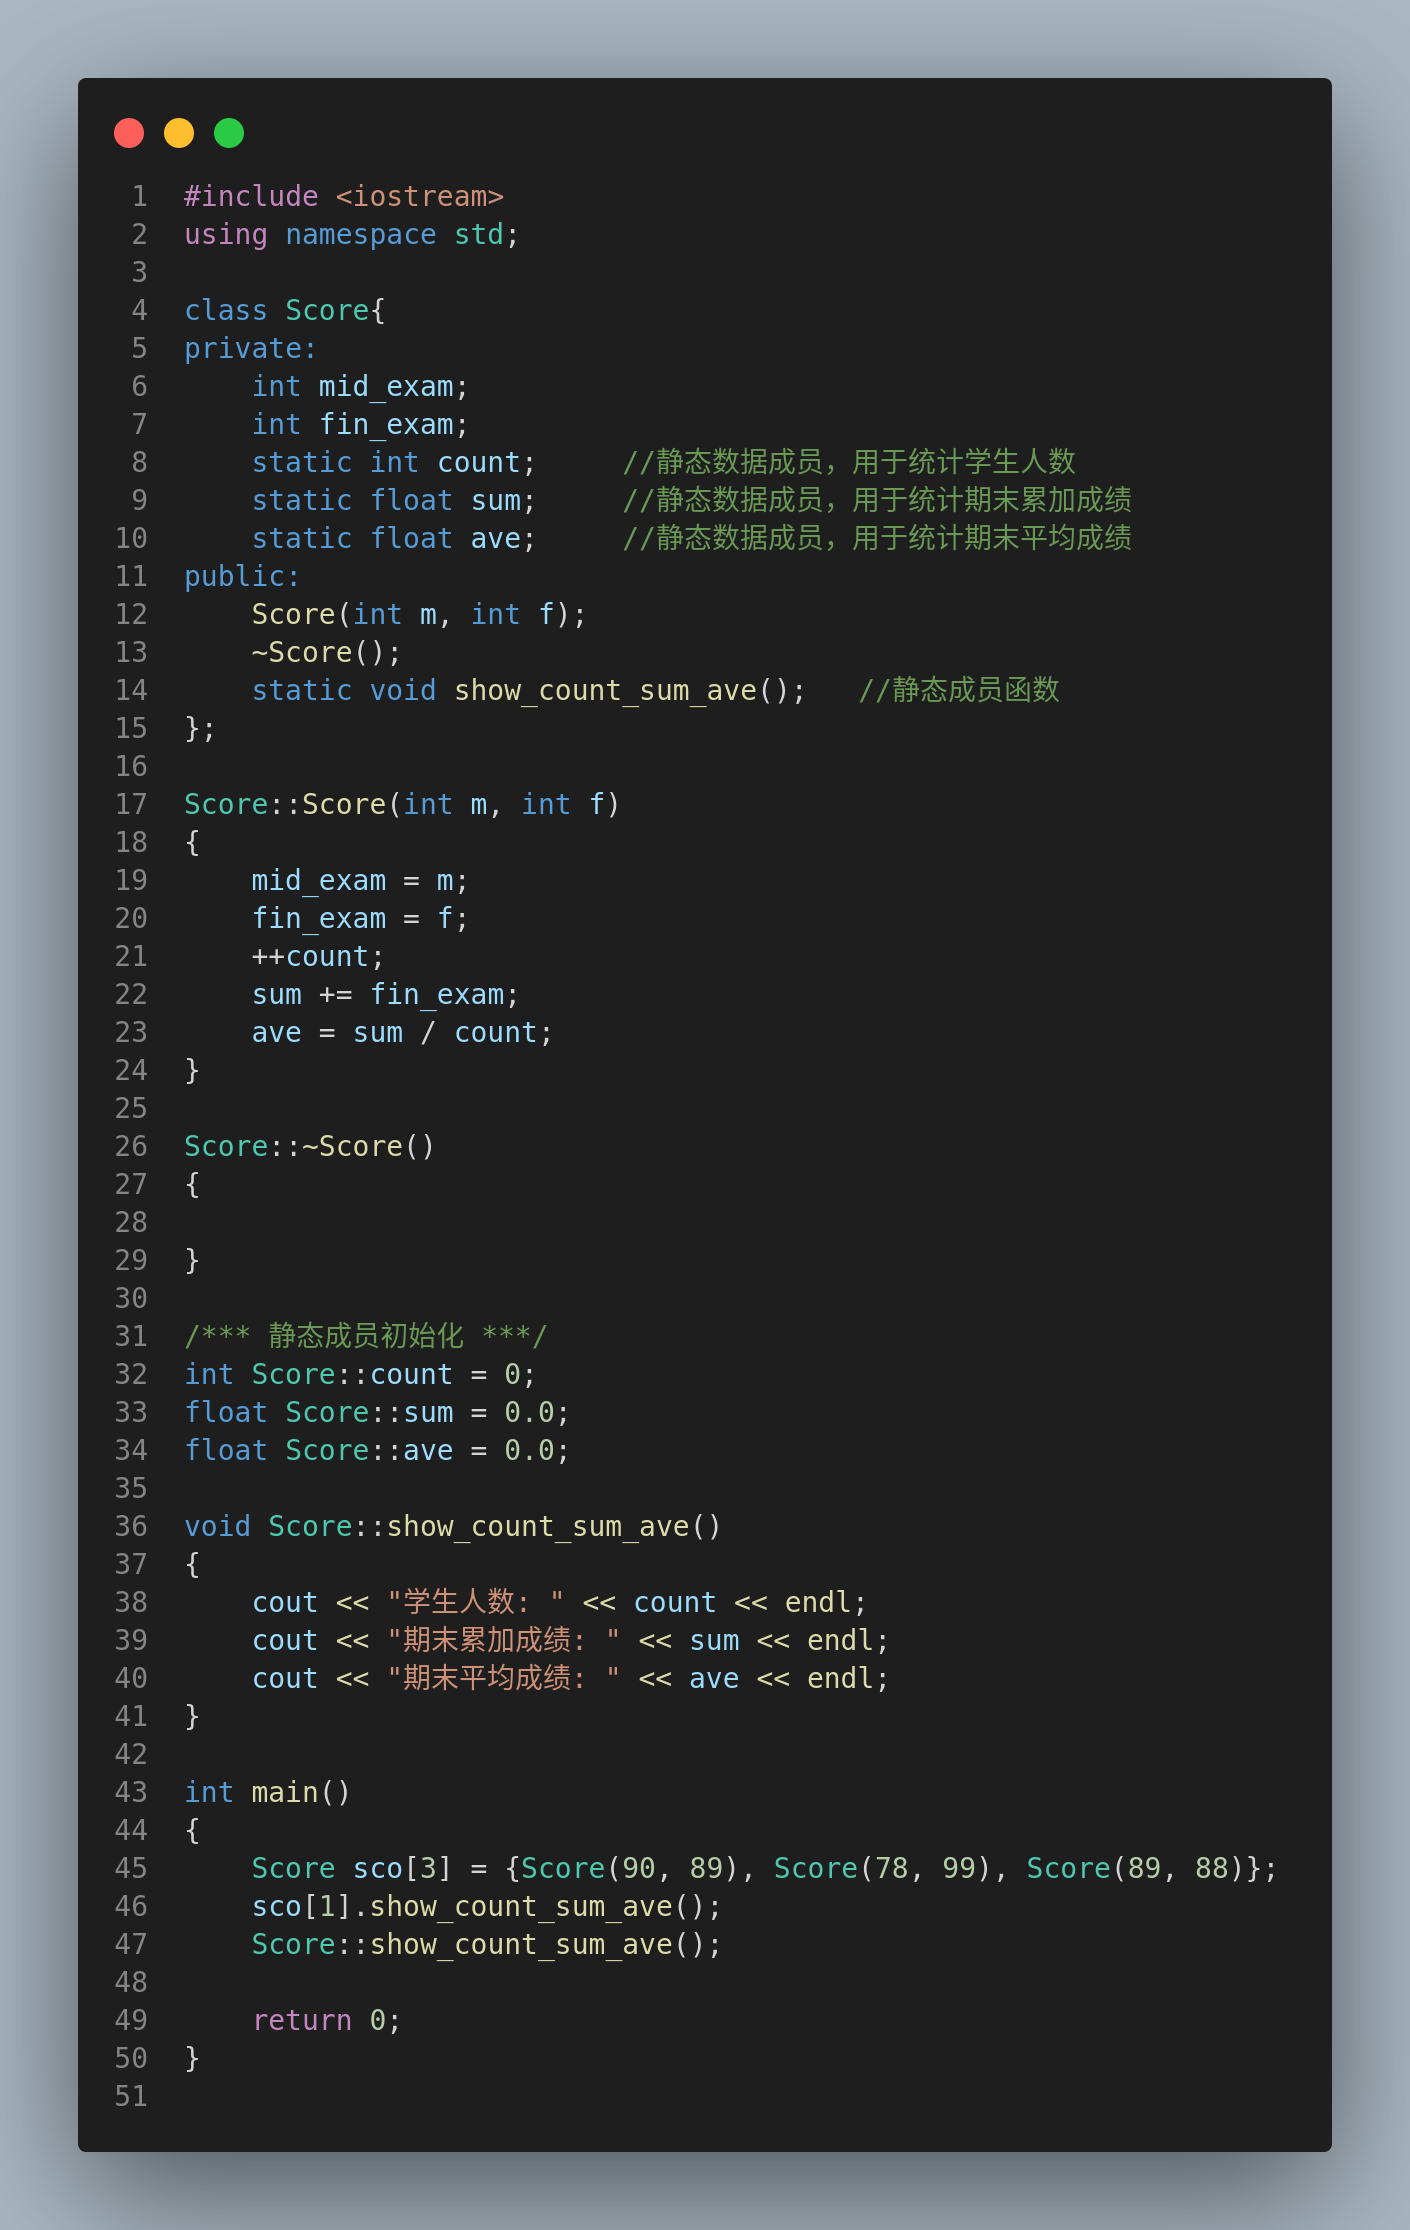 1 #include <iostream>
2 using namespace std;
3
4 class Score{
5 private:
6     int mid_exam;
7     int fin_exam;
8     static int count;     //静态数据成员，用于统计学生人数
9     static float sum;     //静态数据成员，用于统计期末累加成绩
10     static float ave;     //静态数据成员，用于统计期末平均成绩
11 public:
12     Score(int m, int f);
13     ~Score();
14     static void show_count_sum_ave();   //静态成员函数
15 };
16
17 Score::Score(int m, int f)
18 {
19     mid_exam = m;
20     fin_exam = f;
21     ++count;
22     sum += fin_exam;
23     ave = sum / count;
24 }
25
26 Score::~Score()
27 {
28
29 }
30
31 /*** 静态成员初始化 ***/
32 int Score::count = 0;
33 float Score::sum = 0.0;
34 float Score::ave = 0.0;
35
36 void Score::show_count_sum_ave()
37 {
38     cout << "学生人数: " << count << endl;
39     cout << "期末累加成绩: " << sum << endl;
40     cout << "期末平均成绩: " << ave << endl;
41 }
42
43 int main()
44 {
45     Score sco[3] = {Score(90, 89), Score(78, 99), Score(89, 88)};
46     sco[1].show_count_sum_ave();
47     Score::show_count_sum_ave();
48
49     return 0;
50 }
51